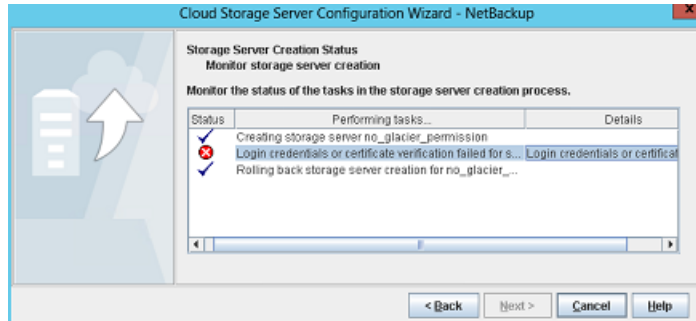 Cloud Storage Server Configuration Wizard - NetBackup
x
Storage Server Creation Status
Monitor storage server creation
Monitor the status of the tasks in the storage server creation process.
Status Performing tasks... Details
Creating storage server no_glacier_permission
Login credentials or certificate verification failed for s... Login credentials or certificat
Rolling back storage server creation for no_glacier_...
< Back Next > Cancel Help